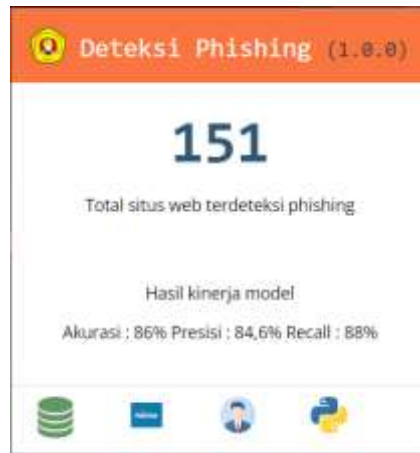 Deteksi Phishing (1.0.0)
151
Total situs web terdeteksi phishing
Hasil kinerja model
Akurasi : 86% Presisi : 84,6% Recall : 88%